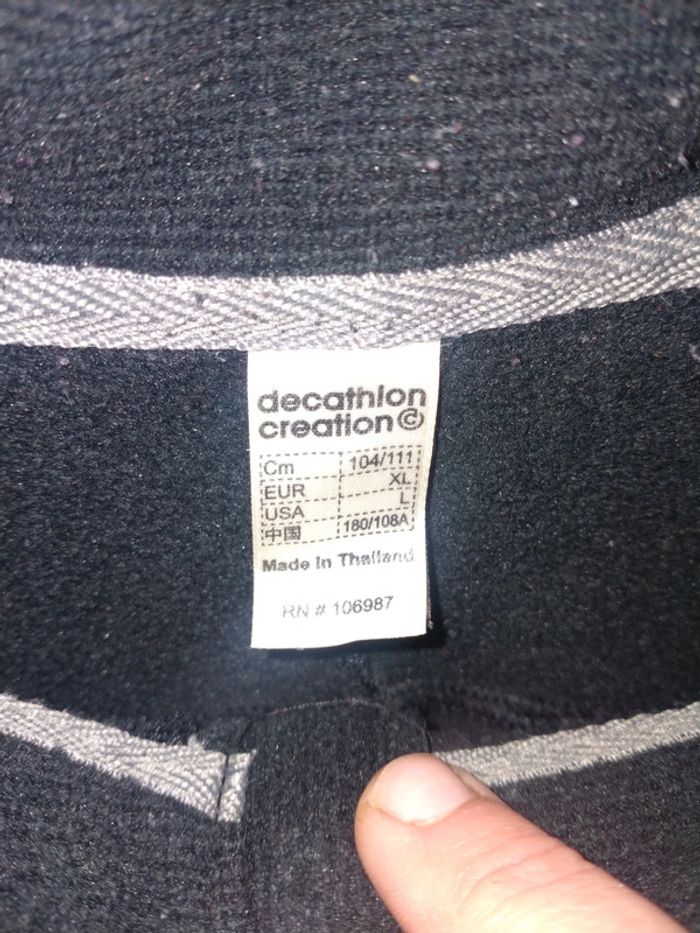 decathlon
creation©
Cm 104/111
EUR XL
USA L
中国 180/108A
Made in Thailand
RN # 106987